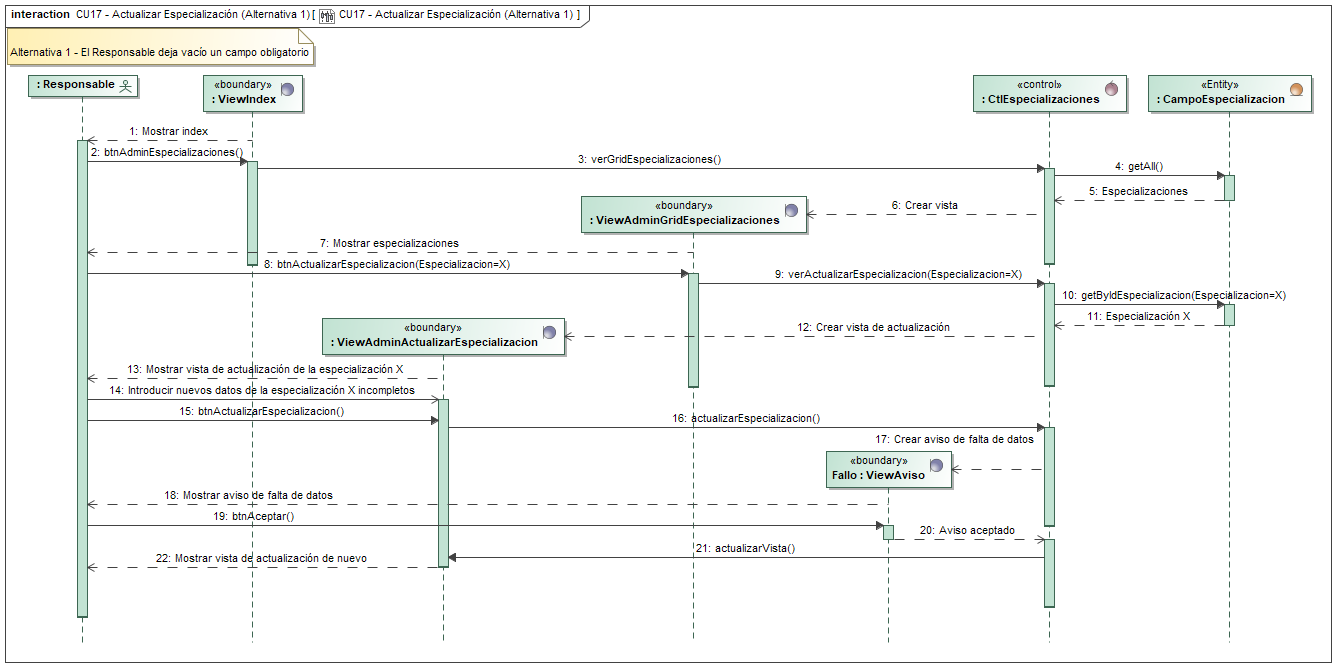 interaction CU17 - Actualizar Especialización (Alternativa 1) [ CU17 - Actualizar Especialización (Alternativa 1) ]
Alternativa 1 - El Responsable deja vacío un campo obligatorio
: Responsable
«boundary»
: ViewIndex
«control»
: CtlEspecializaciones
«Entity»
: CampoEspecializacion
1: Mostrar index
2: btnAdminEspecializaciones()
3: verGridEspecializaciones()
4: getAll()
5: Especializaciones
6: Crear vista
«boundary»
: ViewAdminGridEspecializaciones
7: Mostrar especializaciones
8: btnActualizarEspecializacion(Especializacion=X)
9: verActualizarEspecializacion(Especializacion=X)
10: getByIdEspecializacion(Especializacion=X)
11: Especialización X
12: Crear vista de actualización
«boundary»
: ViewAdminActualizarEspecializacion
13: Mostrar vista de actualización de la especialización X
14: Introducir nuevos datos de la especialización X incompletos
15: btnActualizarEspecializacion()
16: actualizarEspecializacion()
17: Crear aviso de falta de datos
«boundary»
Fallo : ViewAviso
18: Mostrar aviso de falta de datos
19: btnAceptar()
20: Aviso aceptado
21: actualizarVista()
22: Mostrar vista de actualización de nuevo